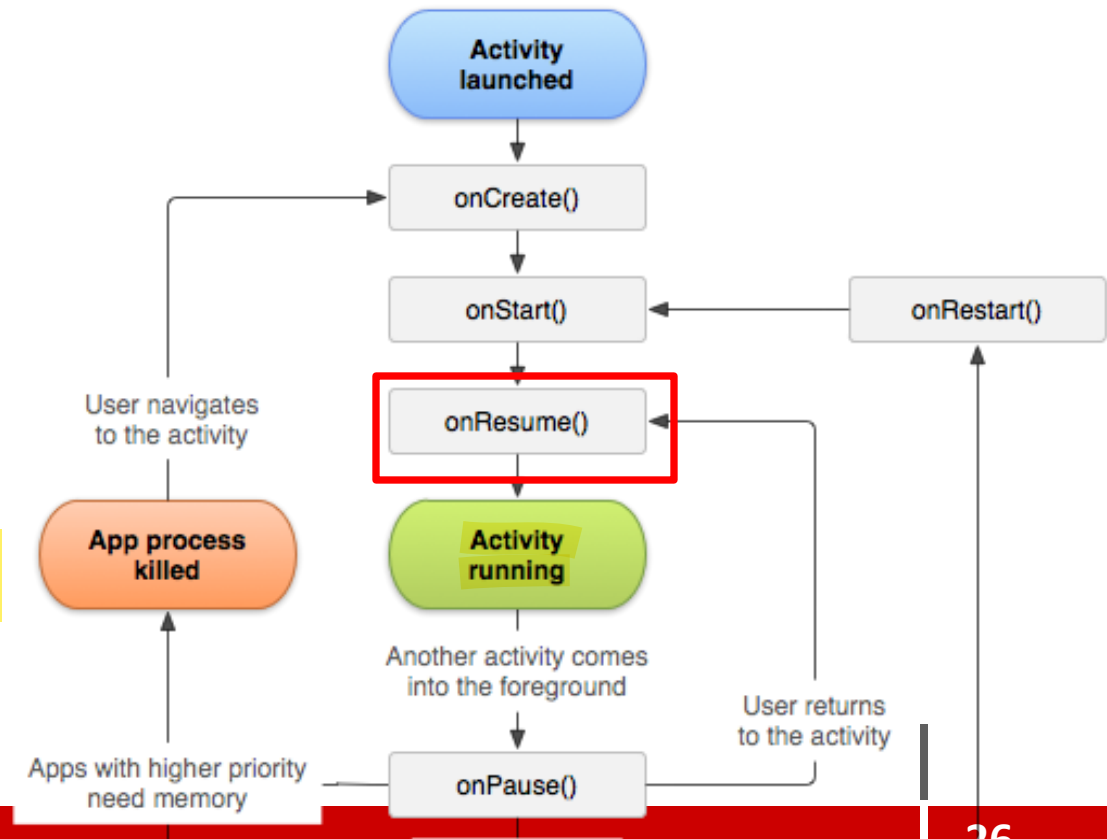 Activity
launched
onCreate()
onStart()
onRestart()
onResume()
User navigates
to the activity
App process
killed
Activity
running
Another activity comes
into the foreground
User returns
to the activity
Apps with higher priority
need memory
onPause()
26